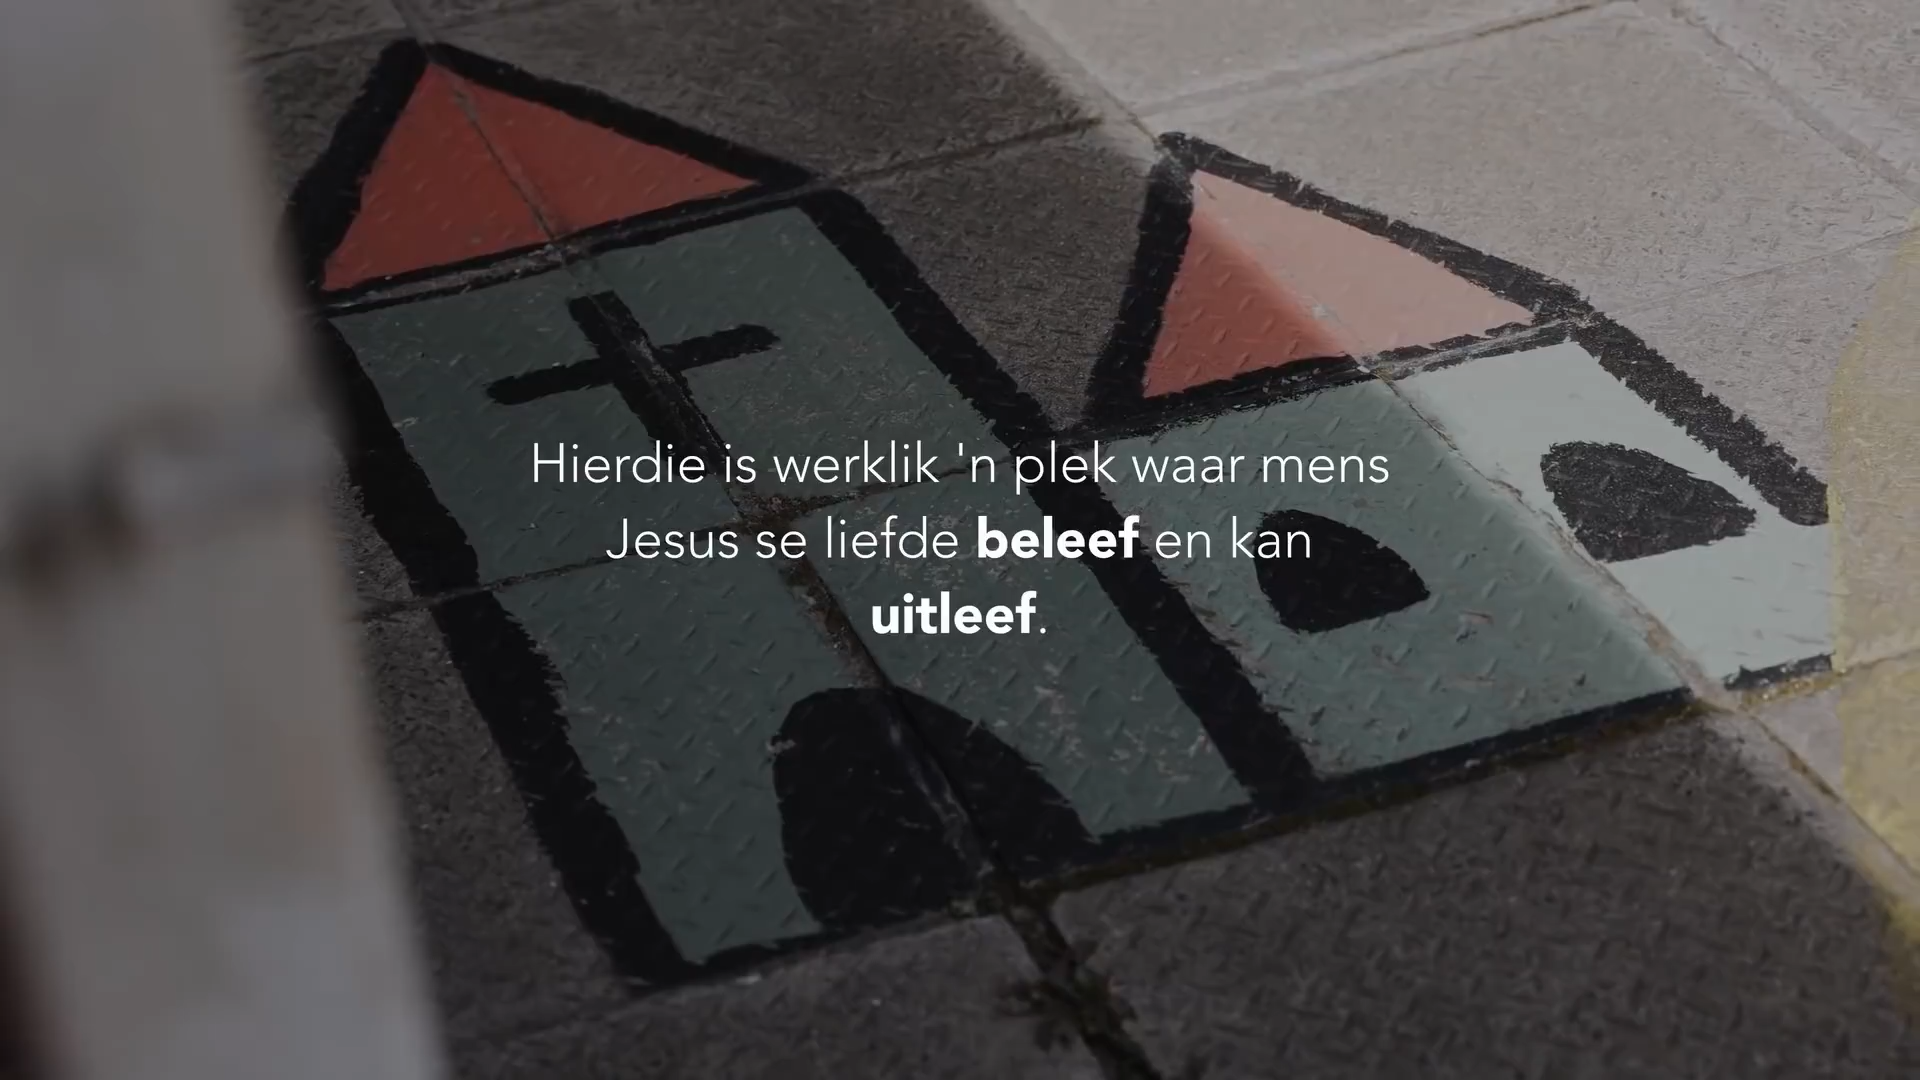 Hierdie is werklik 'n plek waar mens
Jesus se liefde beleef en kan
uitleef.